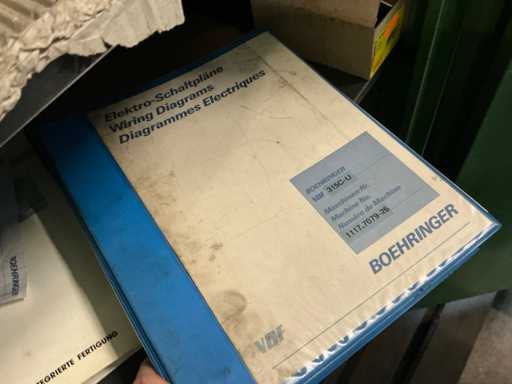 Elektro-Schaltpläne
Wiring Diagrams
Diagrammes Electriques
BOEHRINGER
VDF 315C-U
Maschinen-Nr.
Machine No.
Numéro de Machine
1117.7079-26
BOEHRINGER
VDF
EGRIERTE FERTIGUNG